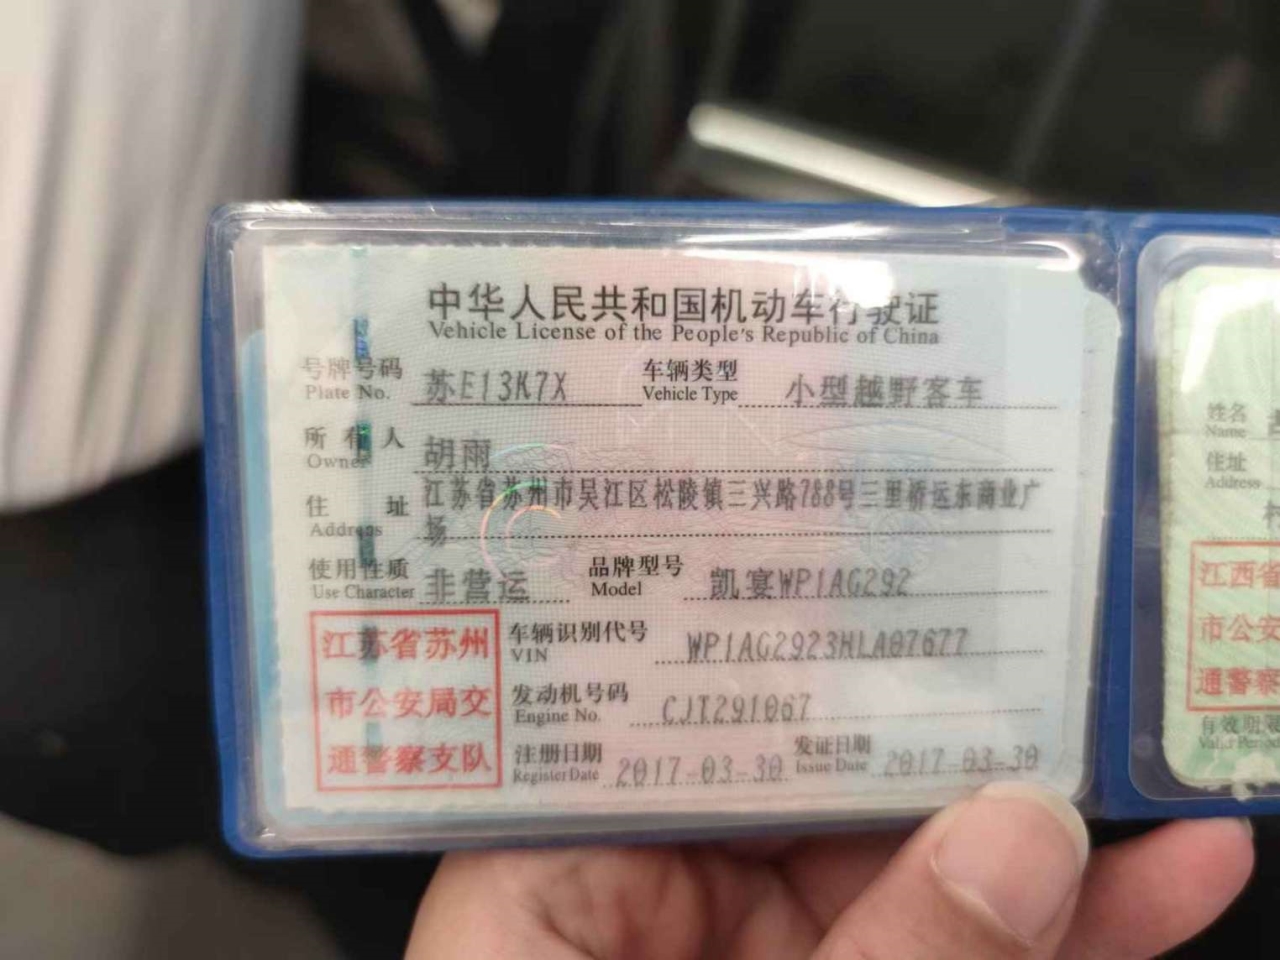 中华人民共和国机动车行驶证
Vehicle License of the People's Republic of China
号牌号码 苏E13K7X 车辆类型 小型越野客车
Plate No. Vehicle Type
所有人 胡雨
Owner
住址 江苏省苏州市吴江区松陵镇三兴路788号三里桥远东商业广
Address 场
使用性质 非营运 品牌型号 凯宴WP1AG292
Use Character Model
江苏省苏州
市公安局交
通警察支队
车辆识别代号 WP1AG2923HLA07677
VIN
发动机号码 CJT291067
Engine No.
注册日期 2017-03-30 发证日期 2017-03-30
Register Date Issue Date
姓名
Name
住址
Address
江西省
市公安
通警察
有效期限
Valid Period